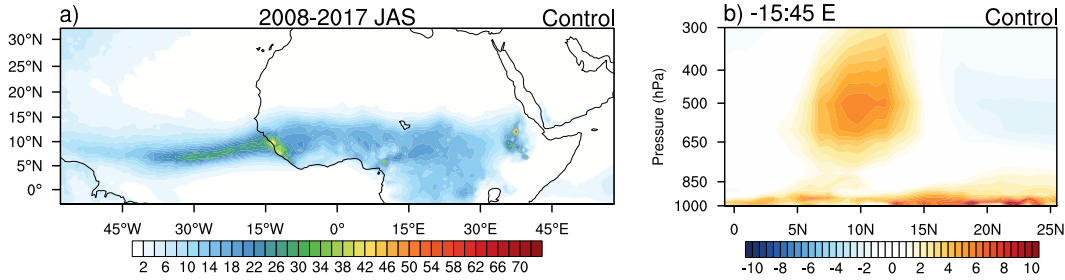 a) 2008-2017 JAS Control
30°N
25°N
20°N
15°N
10°N
5°N
0°
45°W 30°W 15°W 0° 15°E 30°E 45°E
2 6 10 14 18 22 26 30 34 38 42 46 50 54 58 62 66 70
b) -15:45 E Control
Pressure (hPa)
300
400
500
650
850
1000
0N 5N 10N 15N 20N 25N
-10 -8 -6 -4 -2 0 2 4 6 8 10